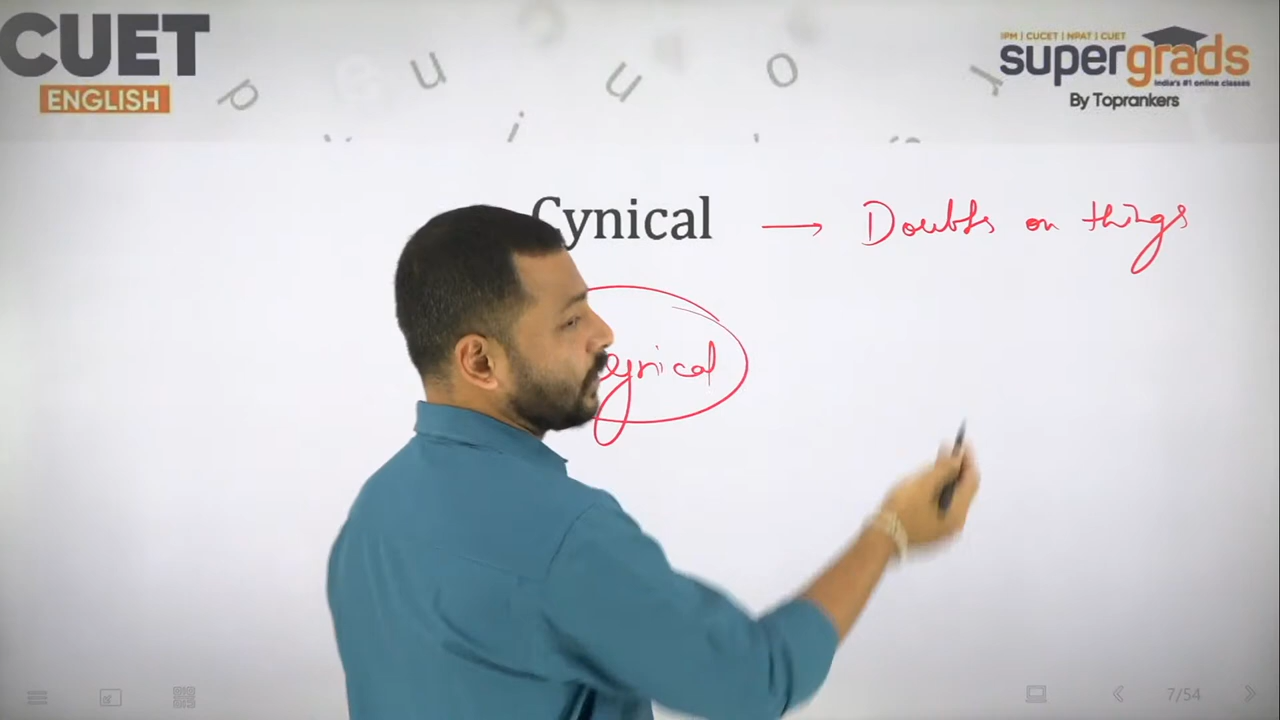 CUET
ENGLISH
IPM | CUCET | NPAT | CUET
supergrads
India's #1 online classes
By Toprankers
Cynical → Doubts on things
cynical
7/54